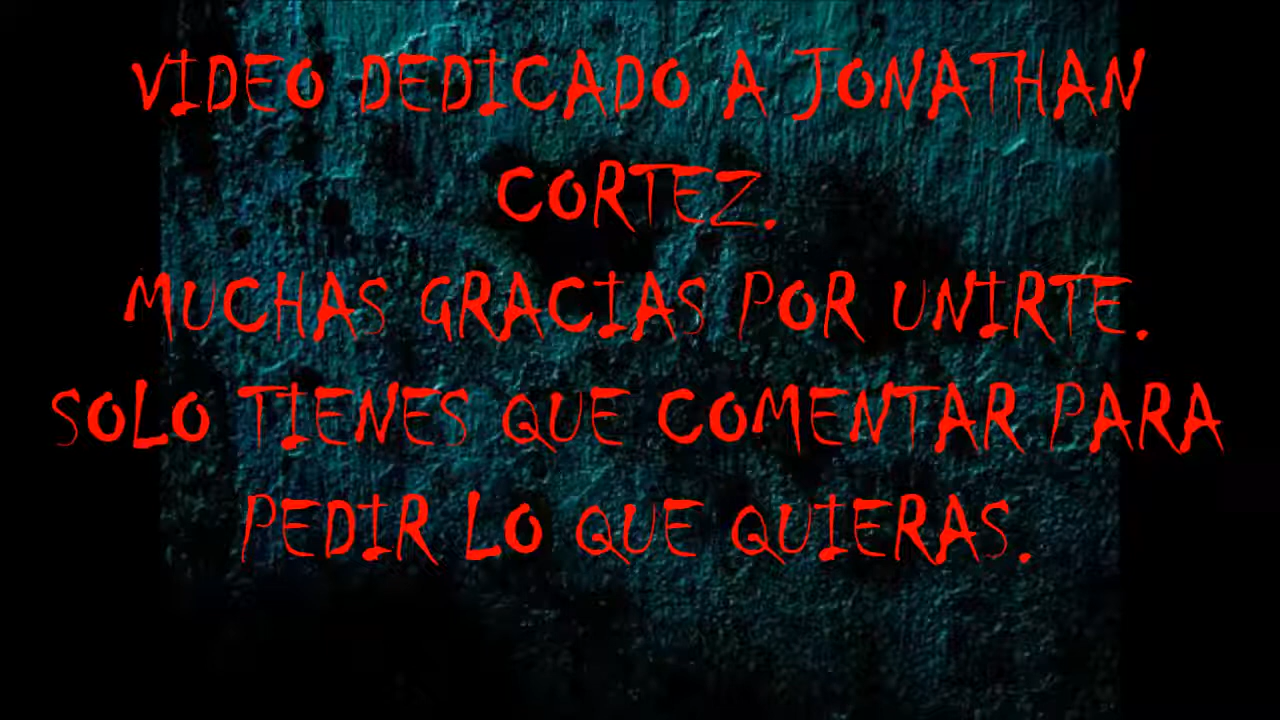 VIDEO DEDICADO A JONATHAN
CORTEZ.
MUCHAS GRACIAS POR UNIRTE.
SOLO TIENES QUE COMENTAR PARA
PEDIR LO QUE QUIERAS.